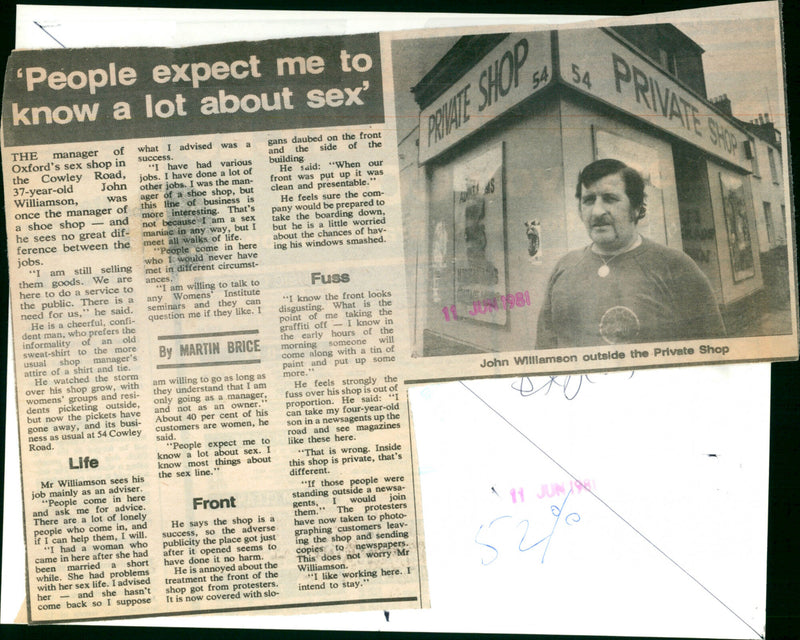 'People expect me to
know a lot about sex'
THE manager of
Oxford's sex shop in
the Cowley Road,
37-year-old John
Williamson, was
once the manager of
a shoe shop — and
he sees no great dif-
ference between the
jobs.
"I am still selling
them goods. We are
here to do a service to
the public. There is a
need for us," he said.
He is a cheerful, confi-
dent man, who prefers the
informality of an old
sweat-shirt to the more
usual shop manager's
attire of a shirt and tie.
He watched the storm
over his shop grow, with
womens' groups and resi-
dents picketing outside,
but now the pickets have
gone away, and its busi-
ness as usual at 54 Cowley
Road.
Life
Mr Williamson sees his
job mainly as an adviser.
"People come in here
and ask me for advice.
There are a lot of lonely
people who come in, and
if I can help them, I will.
"I had a woman who
came in here after she had
been married a short
while. She had problems
with her sex life. I advised
her — and she hasn't
come back so I suppose
what I advised was a
success.
"I have had various
jobs. I have done a lot of
other jobs. I was the man-
ager of a shoe shop, but
this line of business is
more interesting. That's
not because I am a sex
maniac in any way, but I
meet all walks of life.
"People come in here
who I would never have
met in different circumst-
ances."
"I am willing to talk to
any Womens' Institute
seminars and they can
question me if they like. I
By MARTIN BRICE
am willing to go as long as
they understand that I am
only going as a manager,
and not as an owner."
About 40 per cent of his
customers are women, he
said.
"People expect me to
know a lot about sex. I
know most things about
the sex line."
Front
He says the shop is a
success, so the adverse
publicity the place got just
after it opened seems to
have done it no harm.
He is annoyed about the
treatment the front of the
shop got from protesters.
It is now covered with slo-
gans daubed on the front
and the side of the
building.
He said: "When our
front was put up it was
clean and presentable."
He feels sure the com-
pany would be prepared to
take the boarding down,
but he is a little worried
about the chances of hav-
ing his windows smashed.
Fuss
"I know the front looks
disgusting. What is the
point of me taking the
graffiti off — I know in
the early hours of the
morning someone will
come along with a tin of
paint and put up some
more."
He feels strongly the
fuss over his shop is out of
proportion. He said: "I
can take my four-year-old
son in a newsagents up the
road and see magazines
like these here.
"That is wrong. Inside
this shop is private, that's
different.
"If those people were
standing outside a newsa-
gents, I would join
them." The protesters
have now taken to photo-
graphing customers leav-
ing the shop and sending
copies to newspapers.
This does not worry Mr
Williamson.
"I like working here. I
intend to stay."
PRIVATE SHOP 54
54 PRIVATE SHOP
11 JUN 1981
John Williamson outside the Private Shop
11 JUN 1981
52%